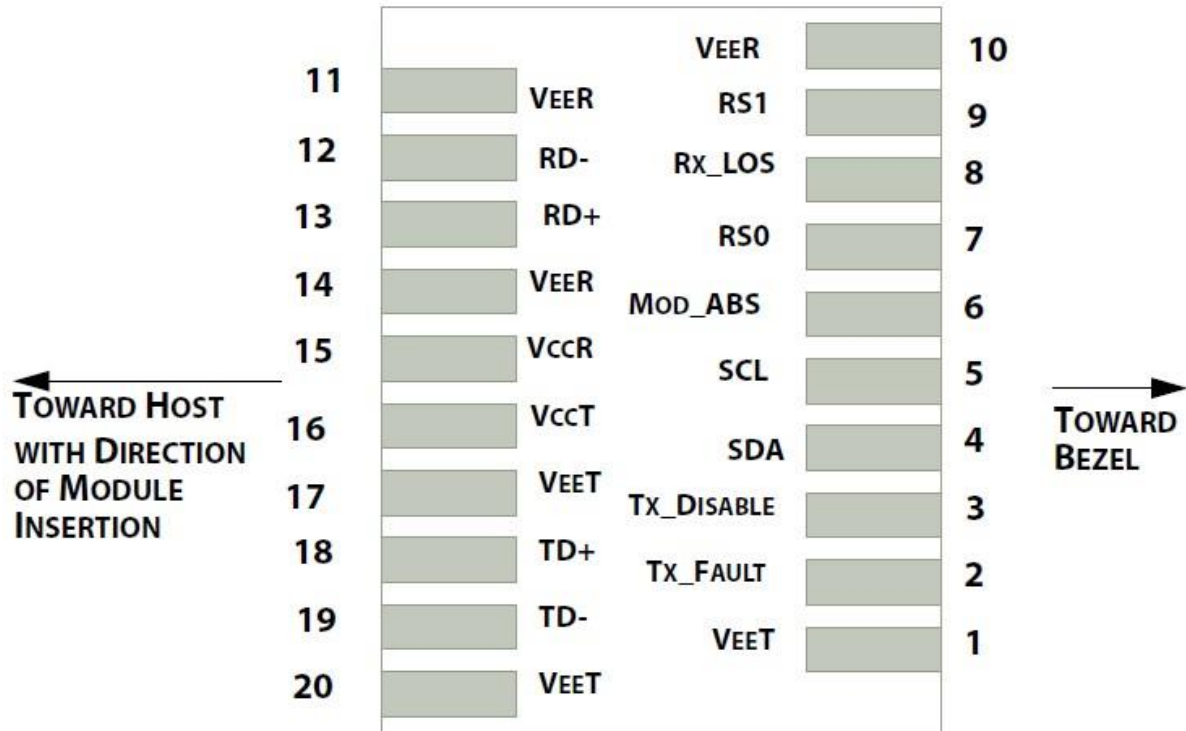 11 VEER
12 RD-
13 RD+
14 VEER
15 VCCR
16 VCCT
17 VEET
18 TD+
19 TD-
20 VEET
VEER 10
RS1 9
RX_LOS 8
RS0 7
MOD_ABS 6
SCL 5
SDA 4
TX_DISABLE 3
TX_FAULT 2
VEET 1
TOWARD HOST
WITH DIRECTION
OF MODULE
INSERTION
TOWARD
BEZEL